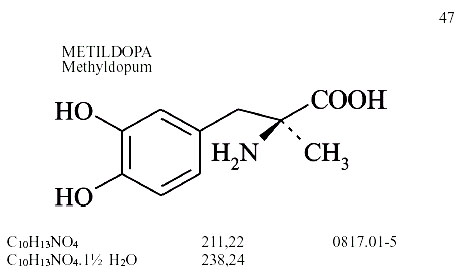 47
METILDOPA
Methyldopum
HO
HO
COOH
H₂N
CH₃
C₁₀H₁₃NO₄ 211,22 0817.01-5
C₁₀H₁₃NO₄.1½ H₂O 238,24